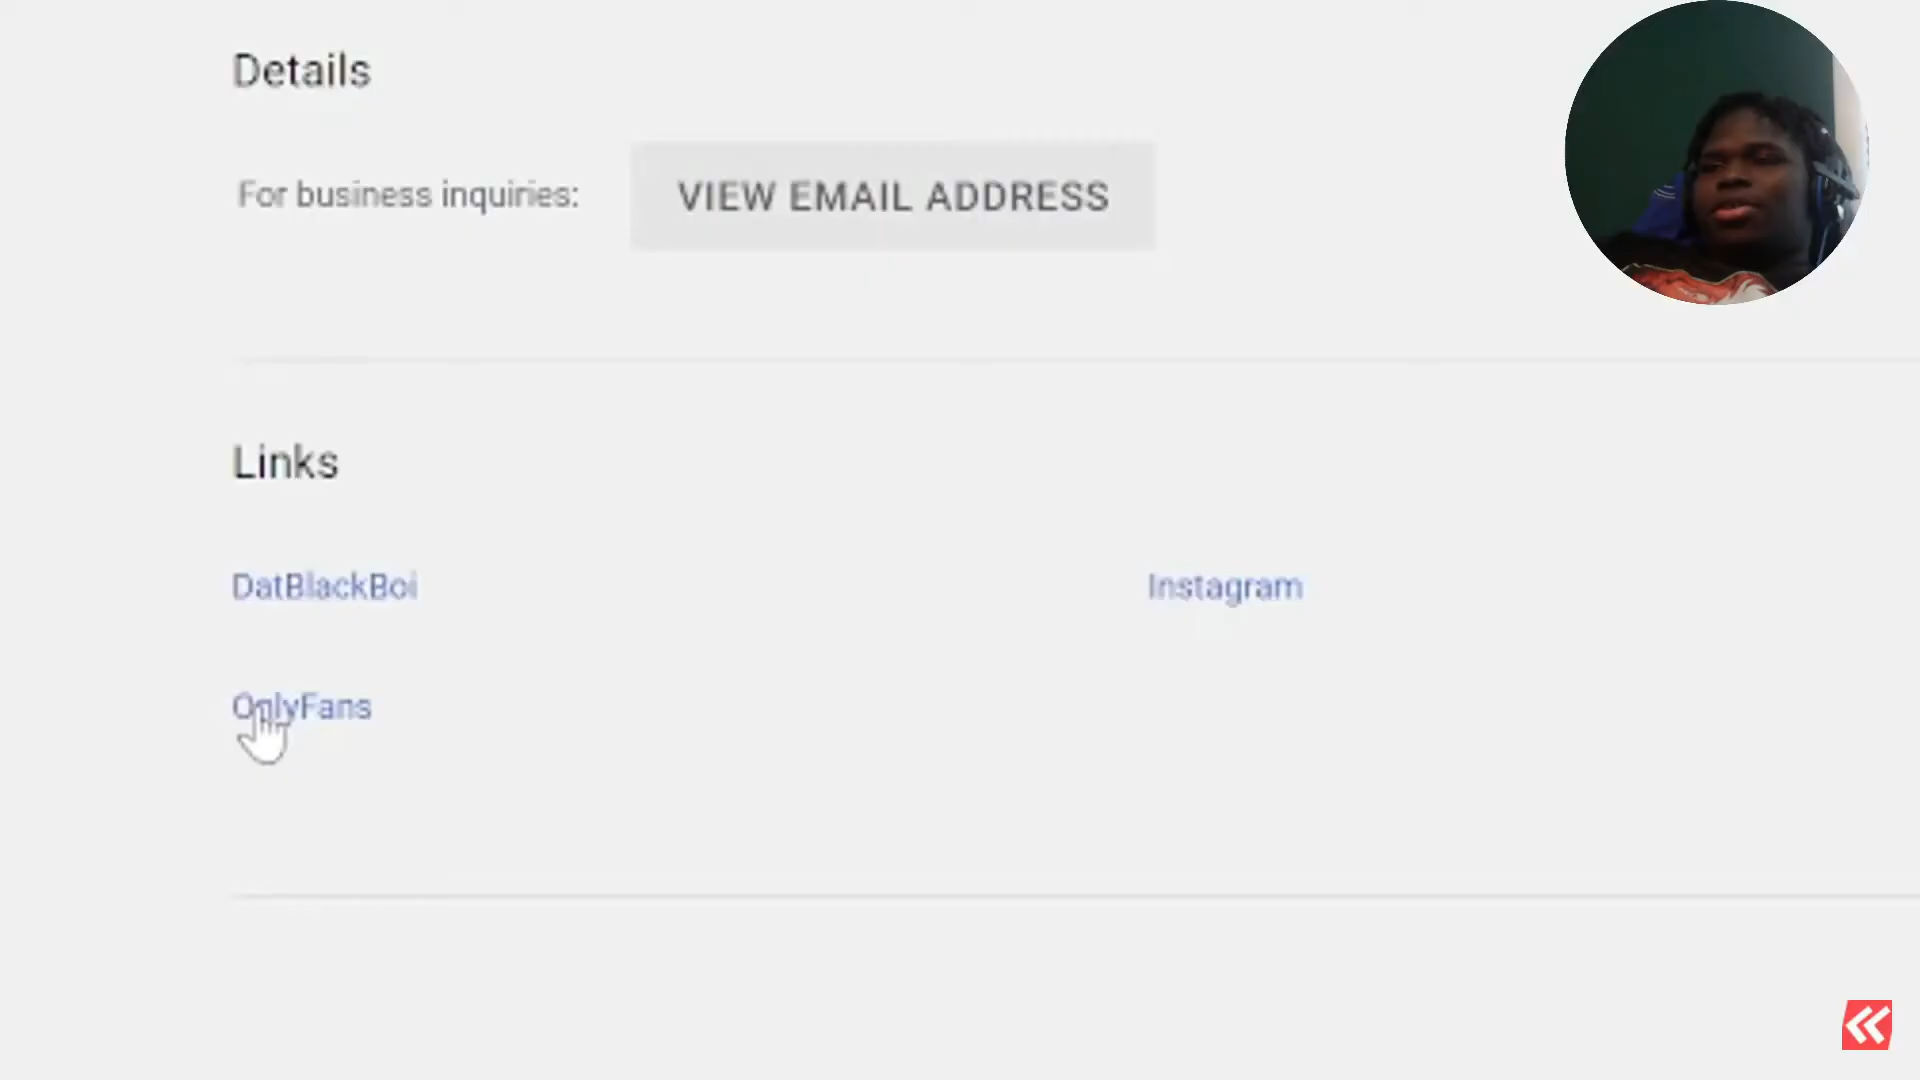 Details
For business inquiries: VIEW EMAIL ADDRESS
Links
DatBlackBoi Instagram
OnlyFans